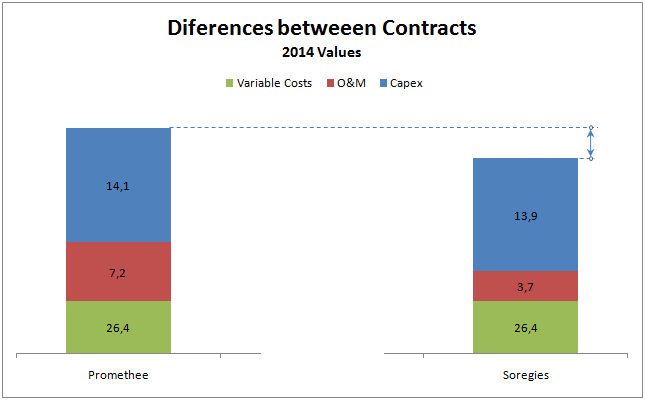 Diferences betweeen Contracts
2014 Values
Variable Costs O&M Capex
14,1
13,9
7,2
3,7
26,4
26,4
Promethee
Soregies